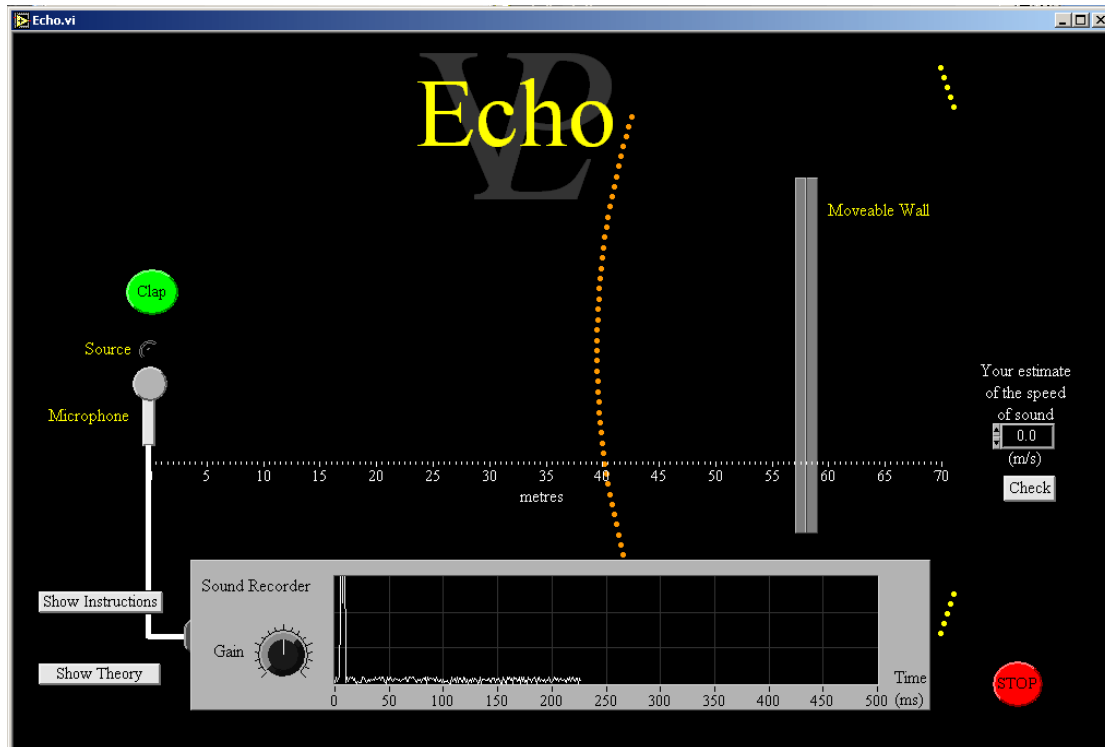 Echo.vi
VPL
Echo
Moveable Wall
Clap
Source
Microphone
Your estimate
of the speed
of sound
0.0
(m/s)
Check
5 10 15 20 25 30 35 40 45 50 55 60 65 70
metres
Show Instructions
Show Theory
Sound Recorder
Gain
0 50 100 150 200 250 300 350 400 450 500
Time
(ms)
STOP